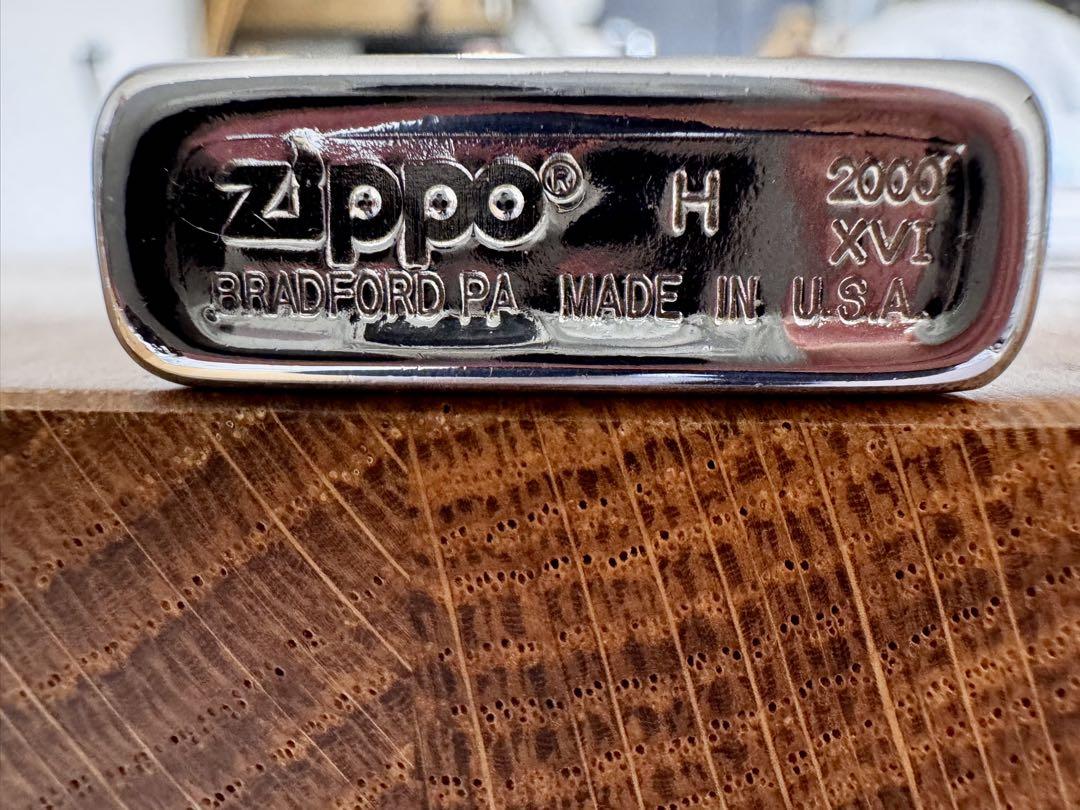 Zippo® H 2000
XVI
BRADFORD PA MADE IN U.S.A.